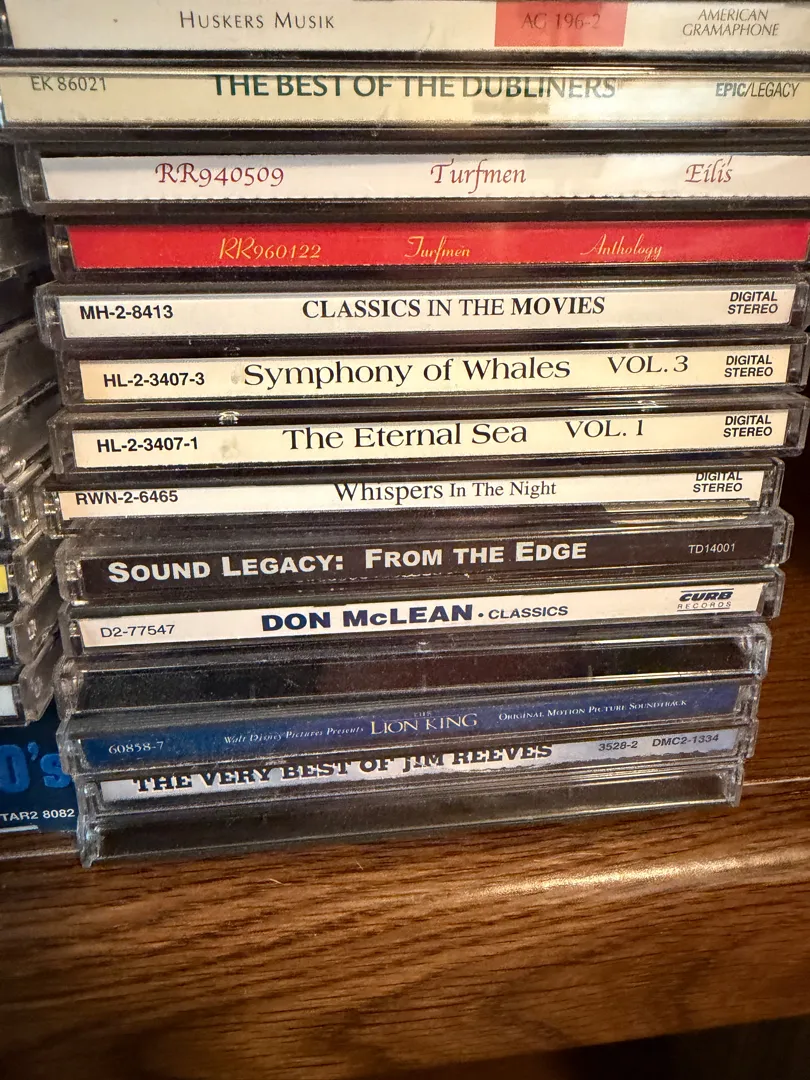 HUSKERS MUSIK AG 196-2 AMERICAN
GRAMAPHONE
EK 86021 THE BEST OF THE DUBLINERS EPIC/LEGACY
RR940509 Turfmen Eilís
RR960122 Turfmen Anthology
MH-2-8413 CLASSICS IN THE MOVIES DIGITAL
STEREO
HL-2-3407-3 Symphony of Whales VOL. 3 DIGITAL
STEREO
HL-2-3407-1 The Eternal Sea VOL. 1 DIGITAL
STEREO
RWN-2-6465 Whispers In The Night DIGITAL
STEREO
SOUND LEGACY: FROM THE EDGE TD14001
D2-77547 DON McLEAN • CLASSICS CURB
RECORDS
60858-7 Walt Disney Pictures Presents THE LION KING ORIGINAL MOTION PICTURE SOUNDTRACK
THE VERY BEST OF JIM REEVES 3528-2 DMC2-1334
0's
TAR2 8082